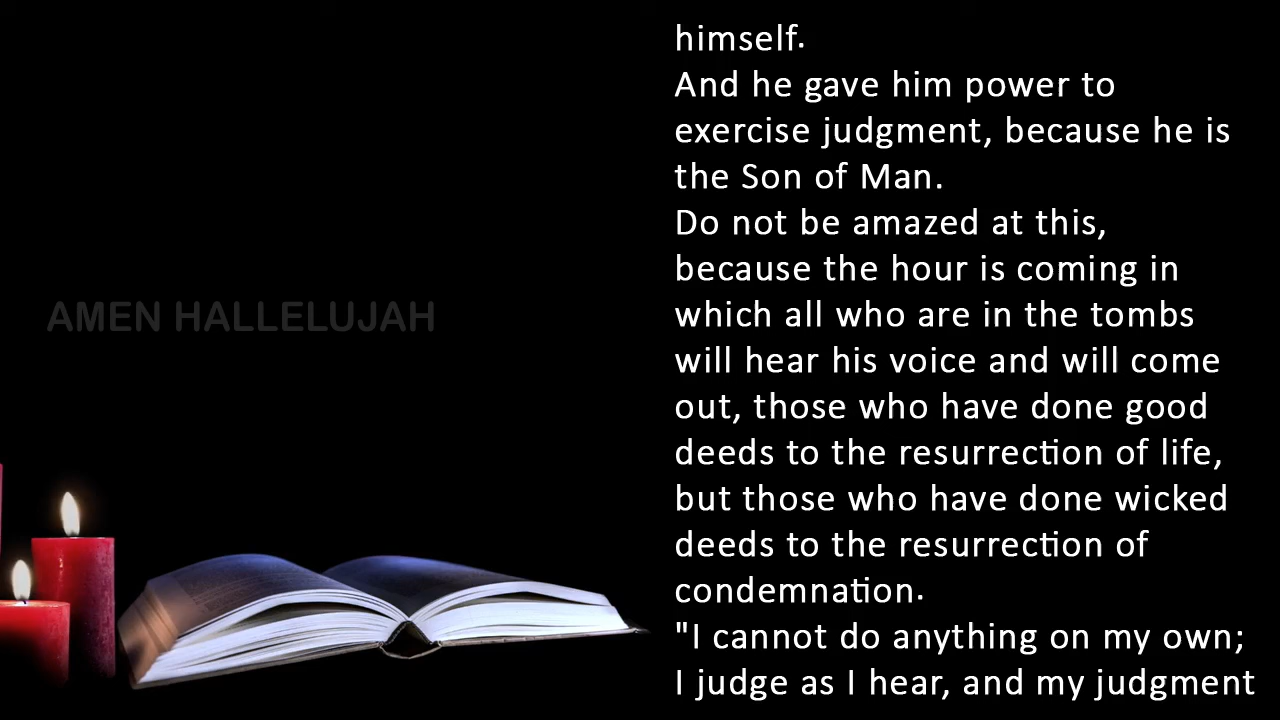 himself.
And he gave him power to
exercise judgment, because he is
the Son of Man.
Do not be amazed at this,
because the hour is coming in
which all who are in the tombs
will hear his voice and will come
out, those who have done good
deeds to the resurrection of life,
but those who have done wicked
deeds to the resurrection of
condemnation.
"I cannot do anything on my own;
I judge as I hear, and my judgment
AMEN HALLELUJAH